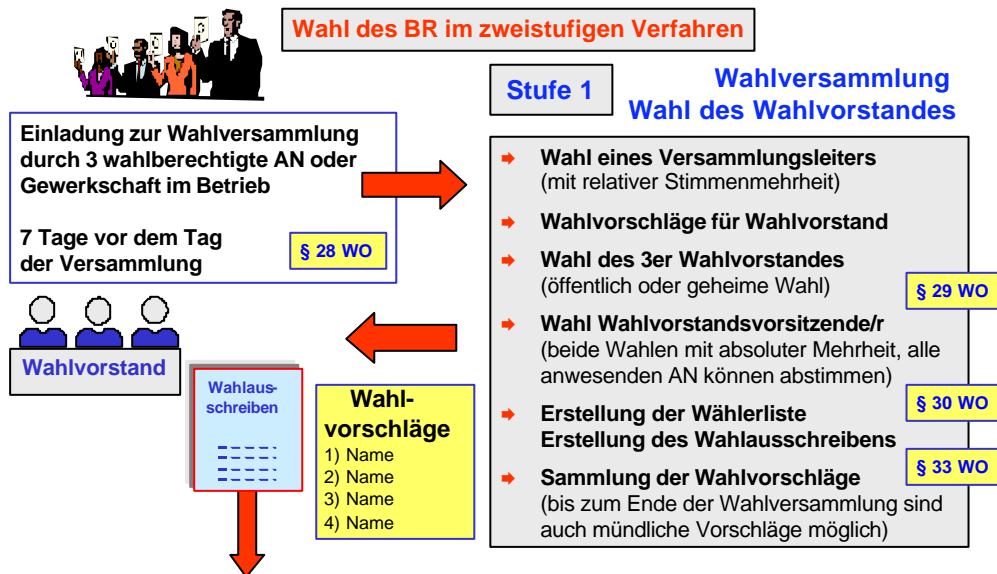 Wahl des BR im zweistufigen Verfahren
Stufe 1
Wahlversammlung
Wahl des Wahlvorstandes
Einladung zur Wahlversammlung
durch 3 wahlberechtigte AN oder
Gewerkschaft im Betrieb
7 Tage vor dem Tag
der Versammlung
§ 28 WO
Wahl eines Versammlungsleiters
(mit relativer Stimmenmehrheit)
Wahlvorschläge für Wahlvorstand
Wahl des 3er Wahlvorstandes
(öffentlich oder geheime Wahl)
§ 29 WO
Wahl Wahlvorstandsvorsitzende/r
(beide Wahlen mit absoluter Mehrheit, alle
anwesenden AN können abstimmen)
§ 30 WO
Erstellung der Wählerliste
Erstellung des Wahlausschreibens
§ 33 WO
Sammlung der Wahlvorschläge
(bis zum Ende der Wahlversammlung sind
auch mündliche Vorschläge möglich)
Wahlvorstand
Wahlaus-
schreiben
Wahl-
vorschläge
1) Name
2) Name
3) Name
4) Name